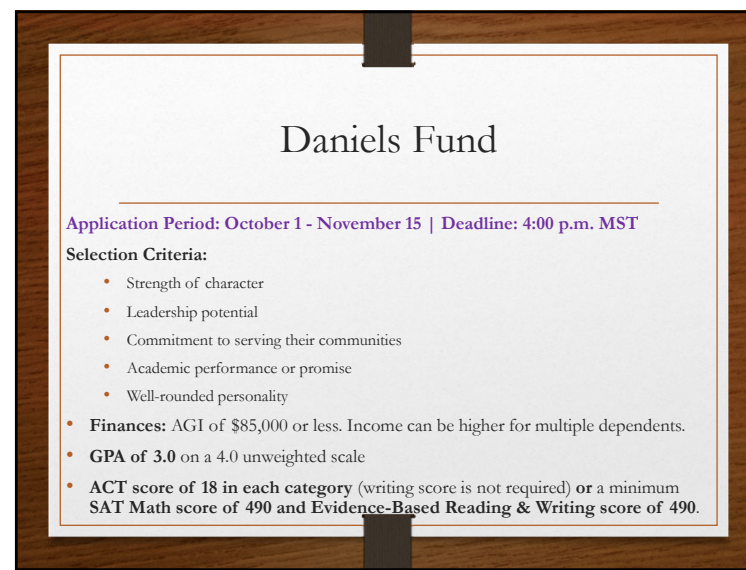 Daniels Fund
Application Period: October 1 - November 15 | Deadline: 4:00 p.m. MST
Selection Criteria:
• Strength of character
• Leadership potential
• Commitment to serving their communities
• Academic performance or promise
• Well-rounded personality
• Finances: AGI of $85,000 or less. Income can be higher for multiple dependents.
• GPA of 3.0 on a 4.0 unweighted scale
• ACT score of 18 in each category (writing score is not required) or a minimum
SAT Math score of 490 and Evidence-Based Reading & Writing score of 490.